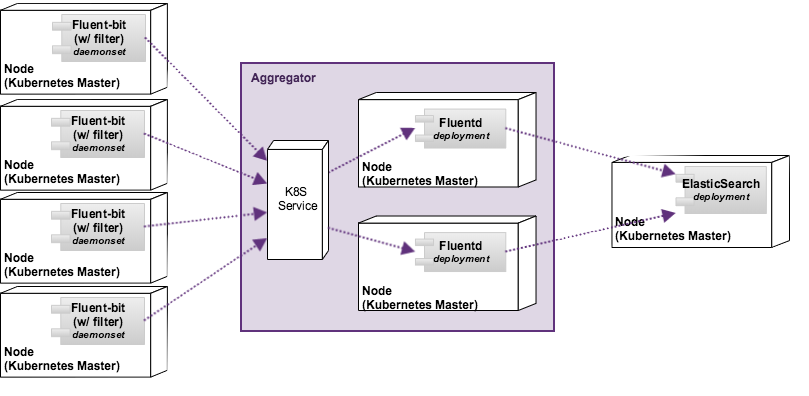 Fluent-bit
(w/ filter)
daemonset
Node
(Kubernetes Master)
Fluent-bit
(w/ filter)
daemonset
Node
(Kubernetes Master)
Fluent-bit
(w/ filter)
daemonset
Node
(Kubernetes Master)
Fluent-bit
(w/ filter)
daemonset
Node
(Kubernetes Master)
Aggregator
K8S
Service
Fluentd
deployment
Node
(Kubernetes Master)
Fluentd
deployment
Node
(Kubernetes Master)
ElasticSearch
deployment
Node
(Kubernetes Master)